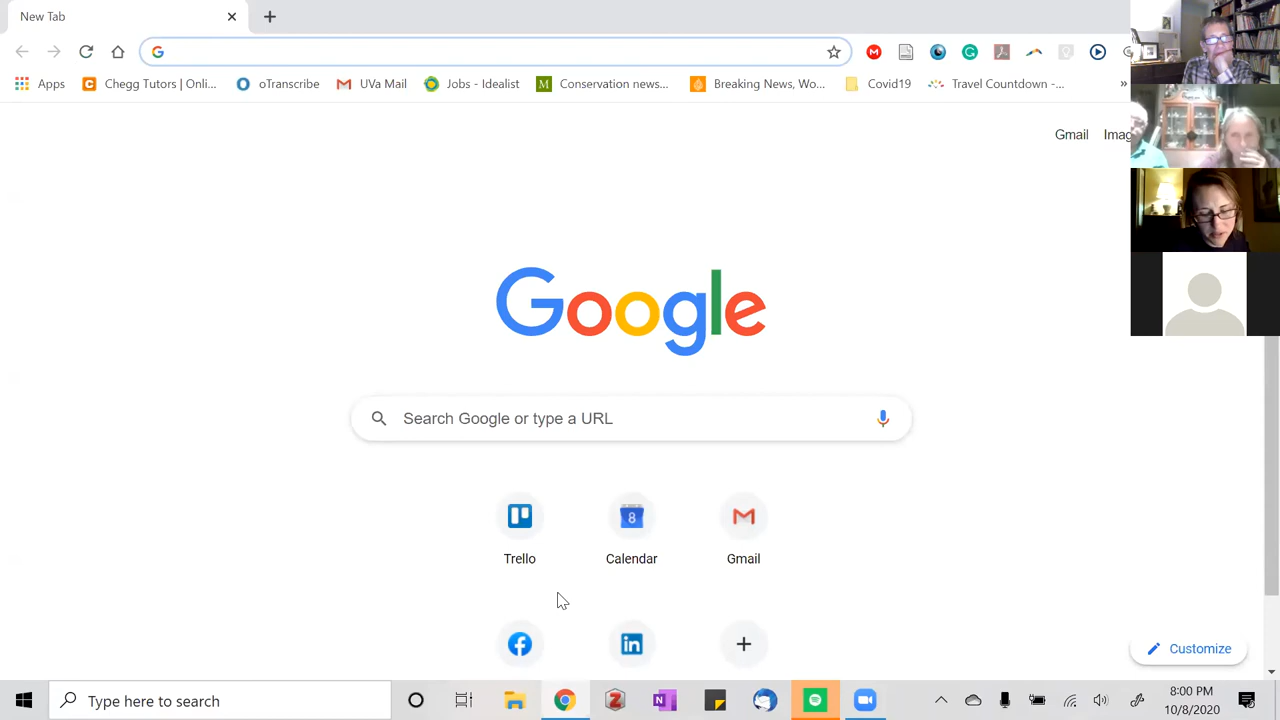 New Tab
Apps
Chegg Tutors | Onli...
oTranscribe
UVa Mail
Jobs - Idealist
Conservation news...
Breaking News, Wo...
Covid19
Travel Countdown -...
»
Gmail
Imag
Google
Search Google or type a URL
8
Trello
Calendar
Gmail
Customize
Type here to search
8:00 PM
10/8/2020